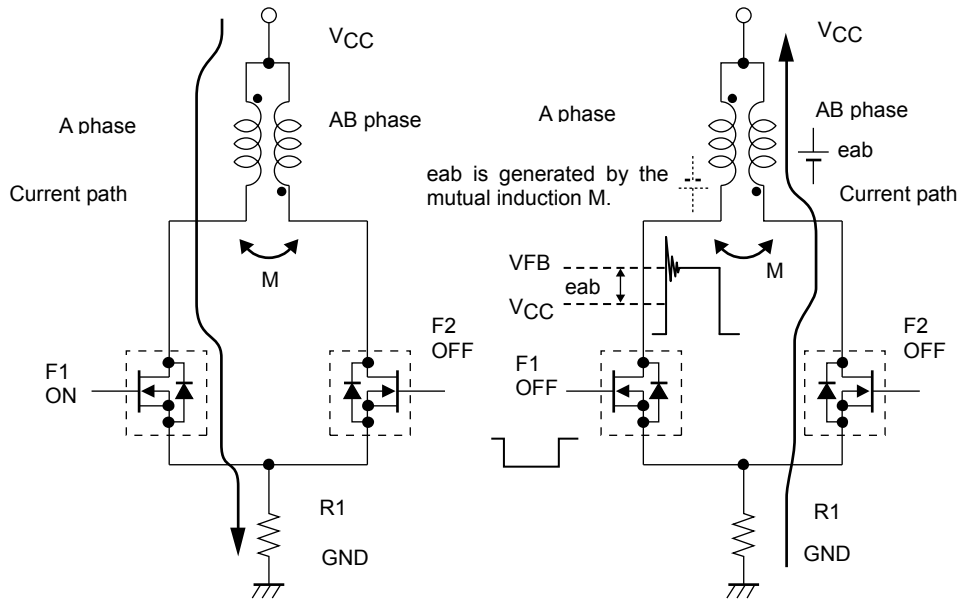 VCC
A phase
AB phase
Current path
M
F1
ON
F2
OFF
R1
GND
VCC
A phase
AB phase
eab
eab is generated by the
mutual induction M.
Current path
M
VFB
eab
VCC
F1
OFF
F2
OFF
R1
GND